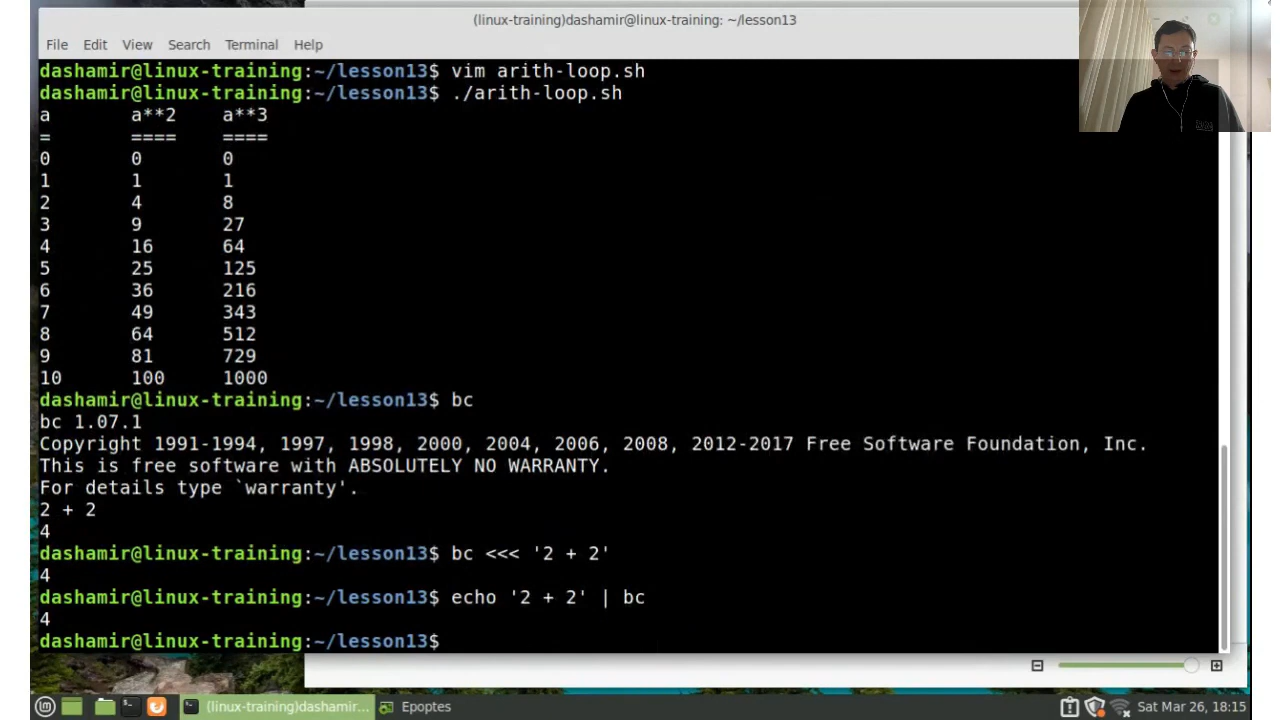 (linux-training)dashamir@linux-training: ~/lesson13
File Edit View Search Terminal Help
dashamir@linux-training:~/lesson13$ vim arith-loop.sh
dashamir@linux-training:~/lesson13$ ./arith-loop.sh
a a**2 a**3
= ==== ====
0 0 0
1 1 1
2 4 8
3 9 27
4 16 64
5 25 125
6 36 216
7 49 343
8 64 512
9 81 729
10 100 1000
dashamir@linux-training:~/lesson13$ bc
bc 1.07.1
Copyright 1991-1994, 1997, 1998, 2000, 2004, 2006, 2008, 2012-2017 Free Software Foundation, Inc.
This is free software with ABSOLUTELY NO WARRANTY.
For details type `warranty'.
2 + 2
4
dashamir@linux-training:~/lesson13$ bc <<< '2 + 2'
4
dashamir@linux-training:~/lesson13$ echo '2 + 2' | bc
4
dashamir@linux-training:~/lesson13$
(linux-training)dashamir... Epoptes Sat Mar 26, 18:15